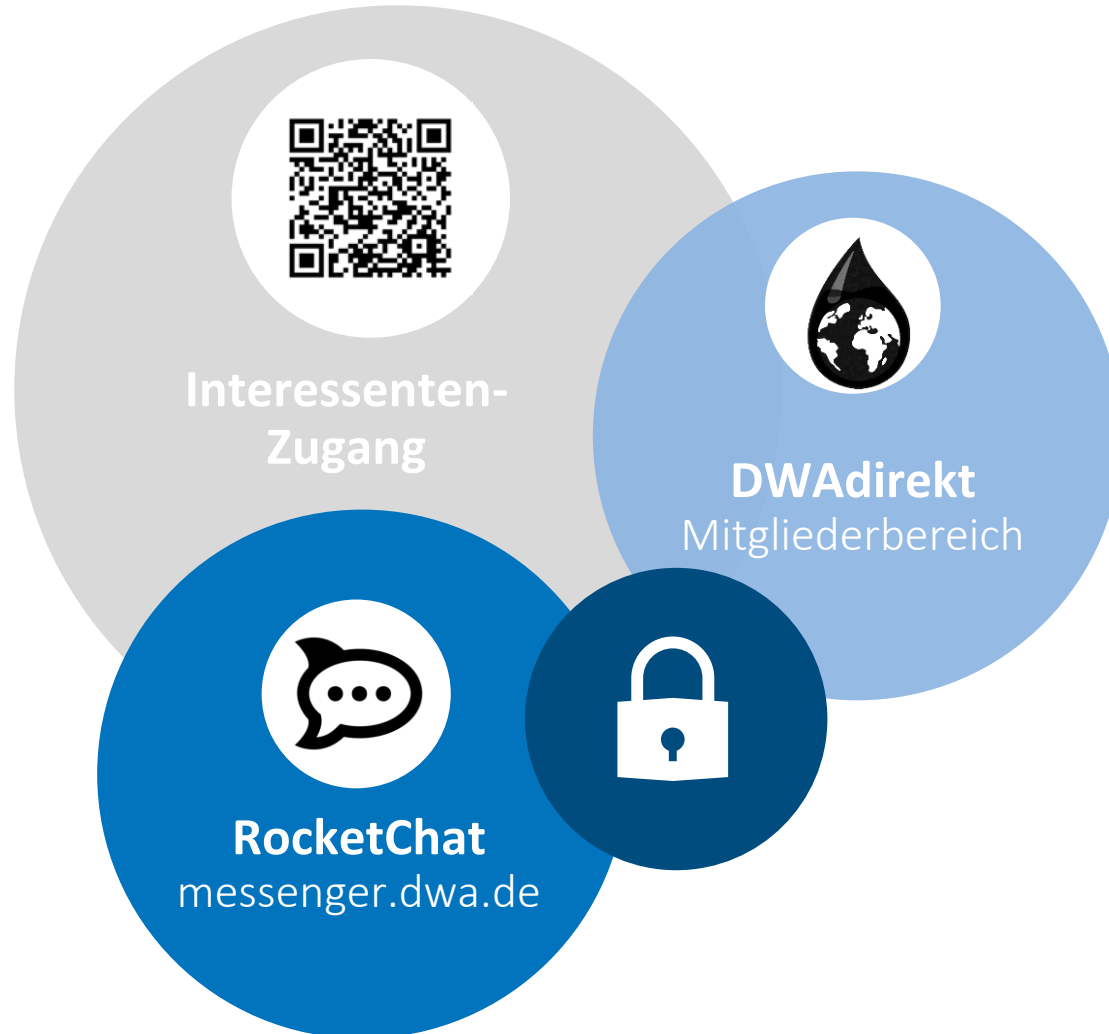 Interessenten-
Zugang
DWAdirekt
Mitgliederbereich
RocketChat
messenger.dwa.de